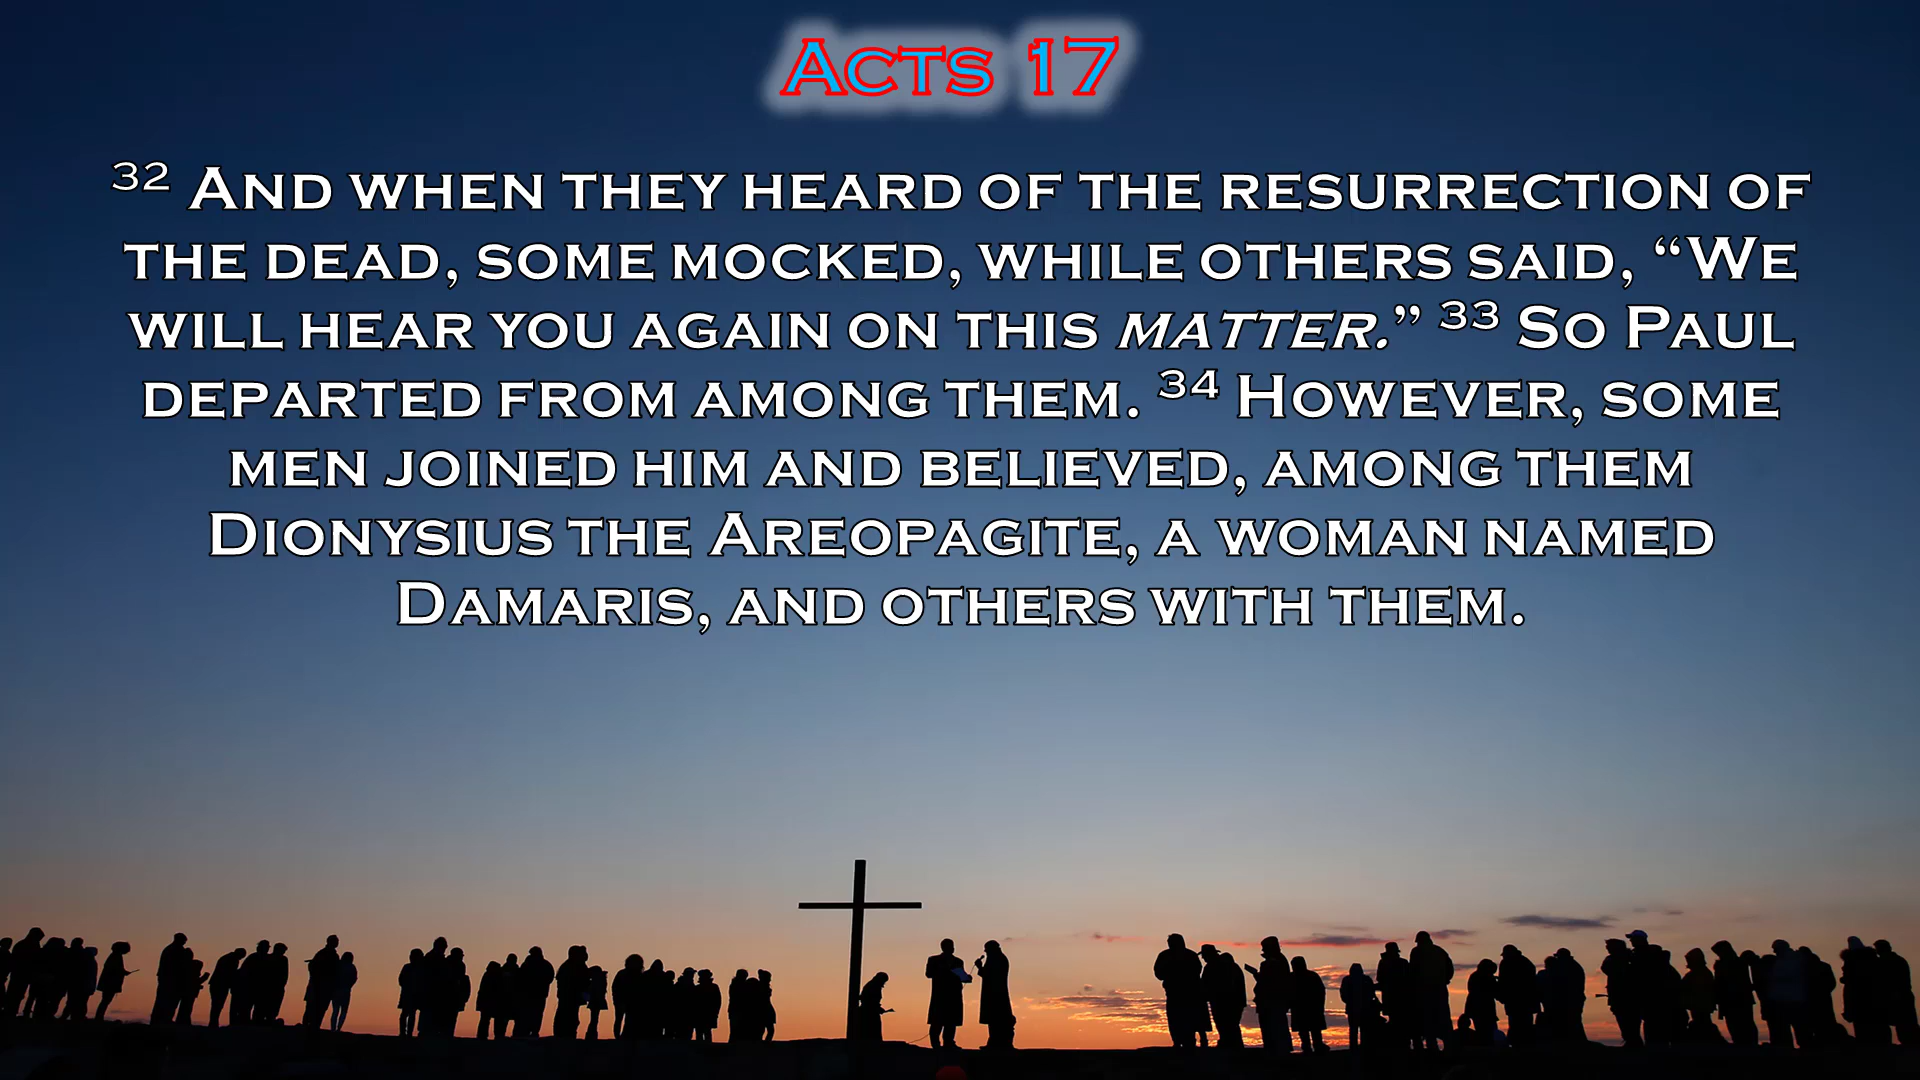 Acts 17
32 And when they heard of the resurrection of
the dead, some mocked, while others said, “We
will hear you again on this matter.” 33 So Paul
departed from among them. 34 However, some
men joined him and believed, among them
Dionysius the Areopagite, a woman named
Damaris, and others with them.